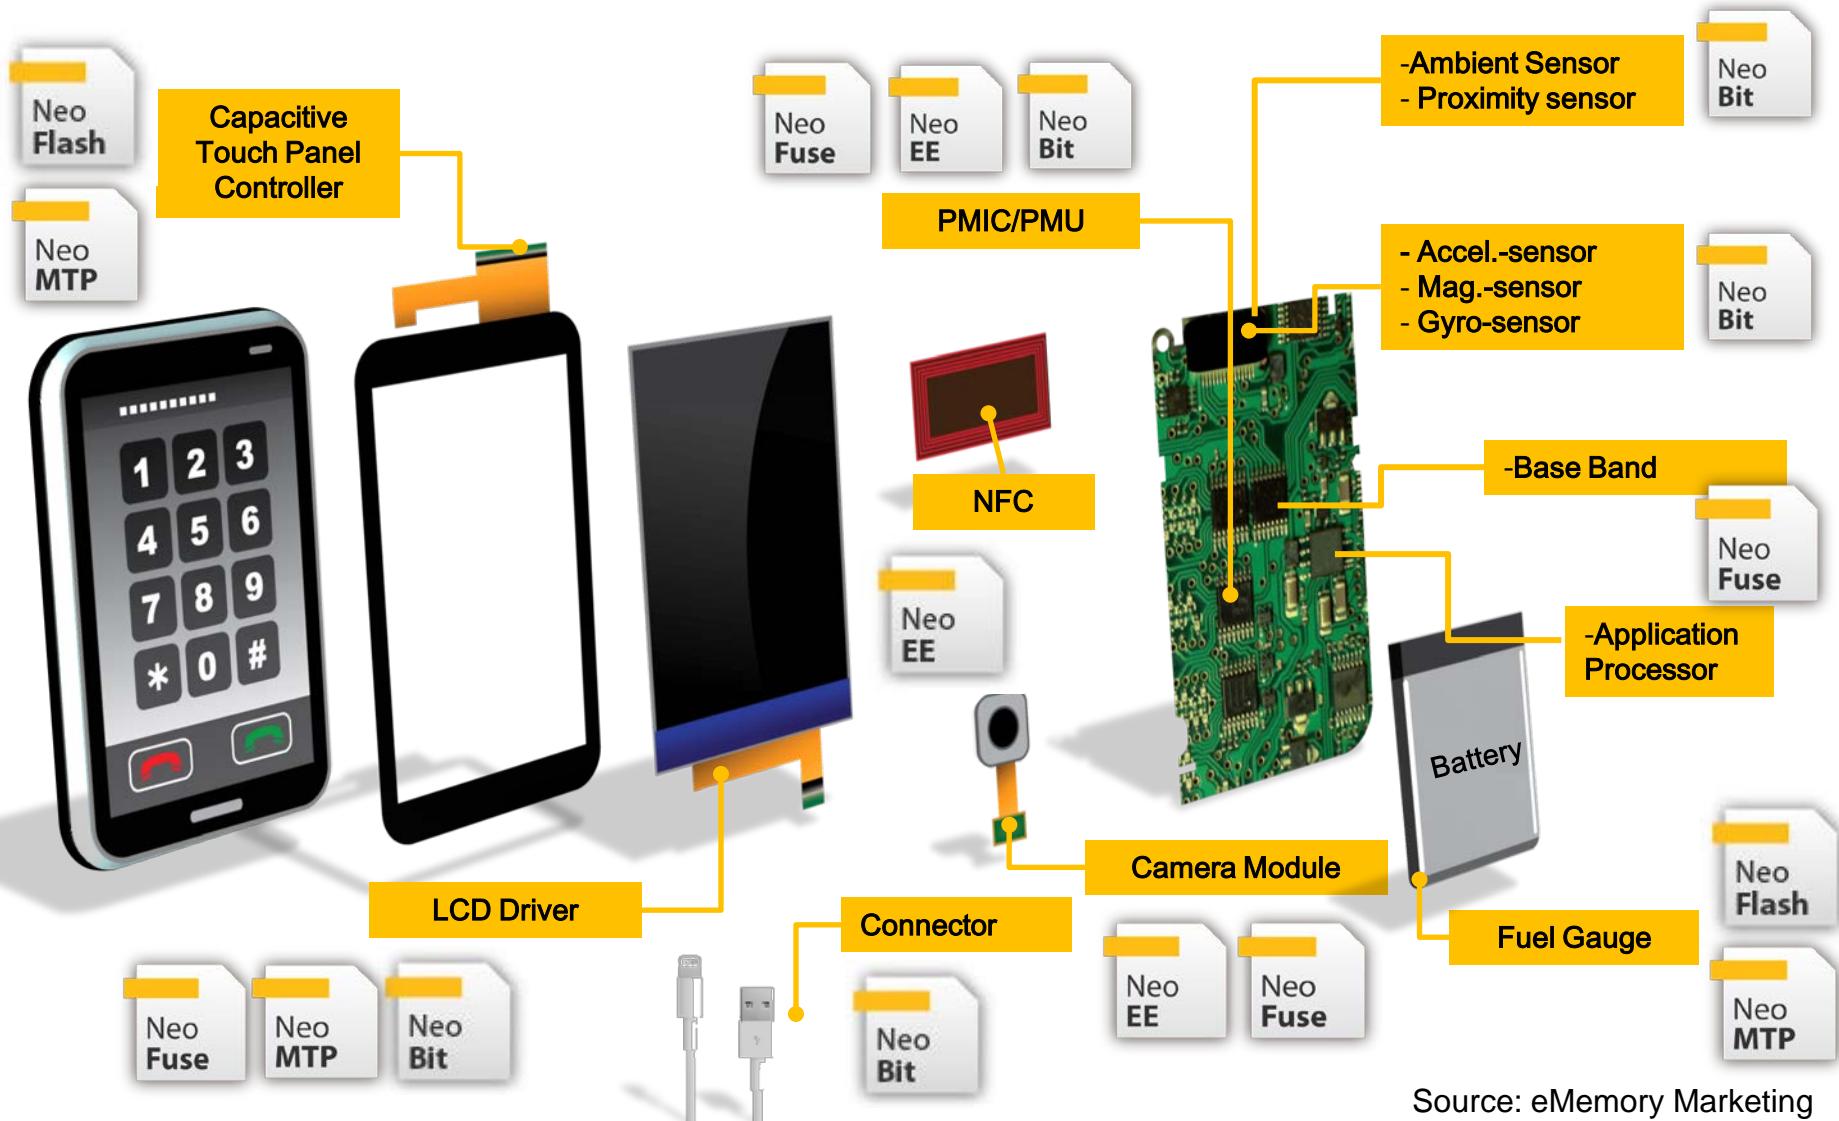 Neo
Flash
Neo
MTP
Capacitive
Touch Panel
Controller
Neo
Fuse
Neo
EE
Neo
Bit
PMIC/PMU
-Ambient Sensor
- Proximity sensor
Neo
Bit
- Accel.-sensor
- Mag.-sensor
- Gyro-sensor
Neo
Bit
1 2 3
4 5 6
7 8 9
* 0 #
NFC
Neo
EE
-Base Band
Neo
Fuse
-Application
Processor
Battery
LCD Driver
Neo
Fuse
Neo
MTP
Neo
Bit
Connector
Neo
Bit
Camera Module
Neo
EE
Neo
Fuse
Fuel Gauge
Neo
Flash
Neo
MTP
Source: eMemory Marketing